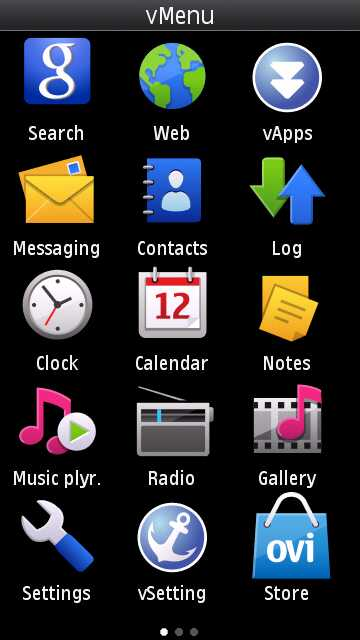 vMenu
g
Search Web vApps
Messaging Contacts Log
12
Clock Calendar Notes
Music plyr. Radio Gallery
ovi
Settings vSetting Store